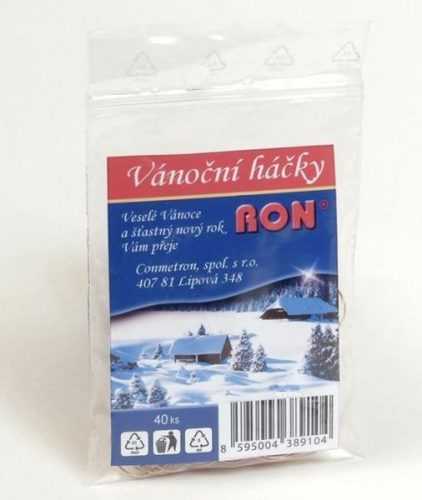 Vánoční háčky
Veselé Vánoce
a šťastný nový rok
Vám přeje
RON®
Conmetron, spol. s r.o.
407 81 Lipová 348
40 ks
8 595004 389104